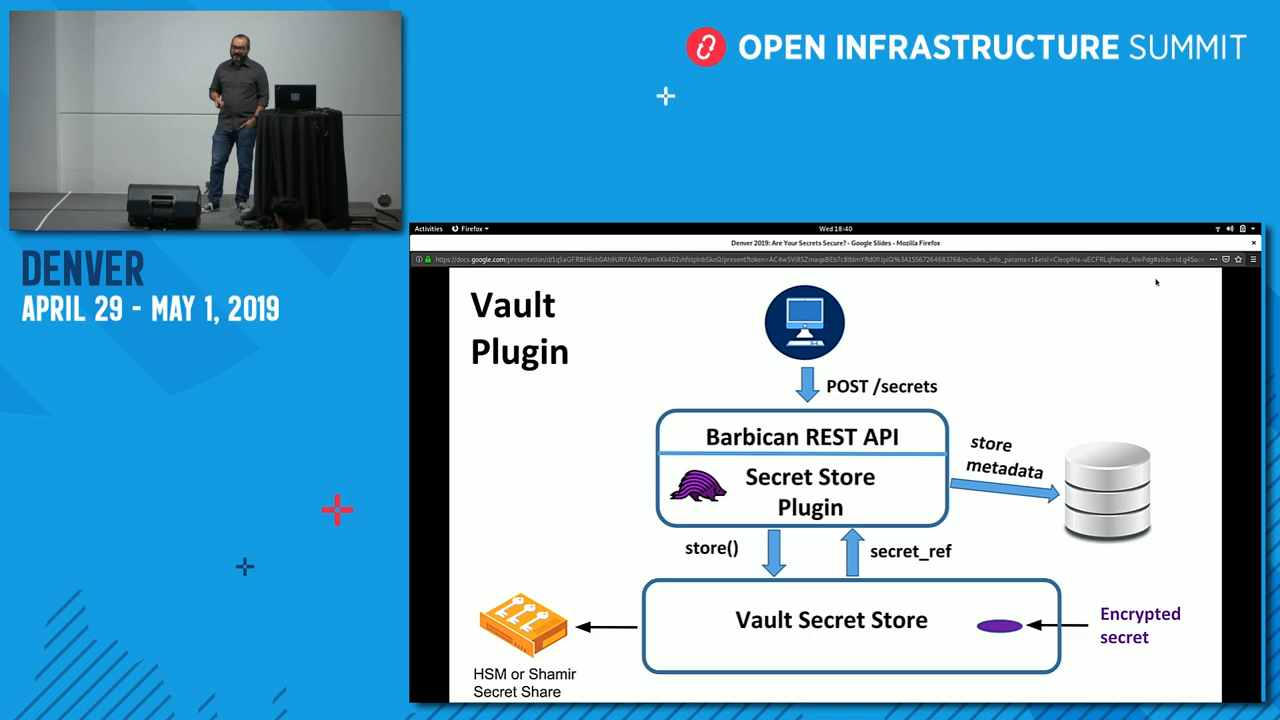 OPEN INFRASTRUCTURE SUMMIT
DENVER
APRIL 29 - MAY 1, 2019
Activities
Firefox
Wed 18:40
Denver 2019: Are Your Secrets Secure? - Google Slides - Mozilla Firefox
Vault
Plugin
POST /secrets
Barbican REST API
Secret Store
Plugin
store
metadata
store()
secret_ref
Vault Secret Store
Encrypted
secret
HSM or Shamir
Secret Share